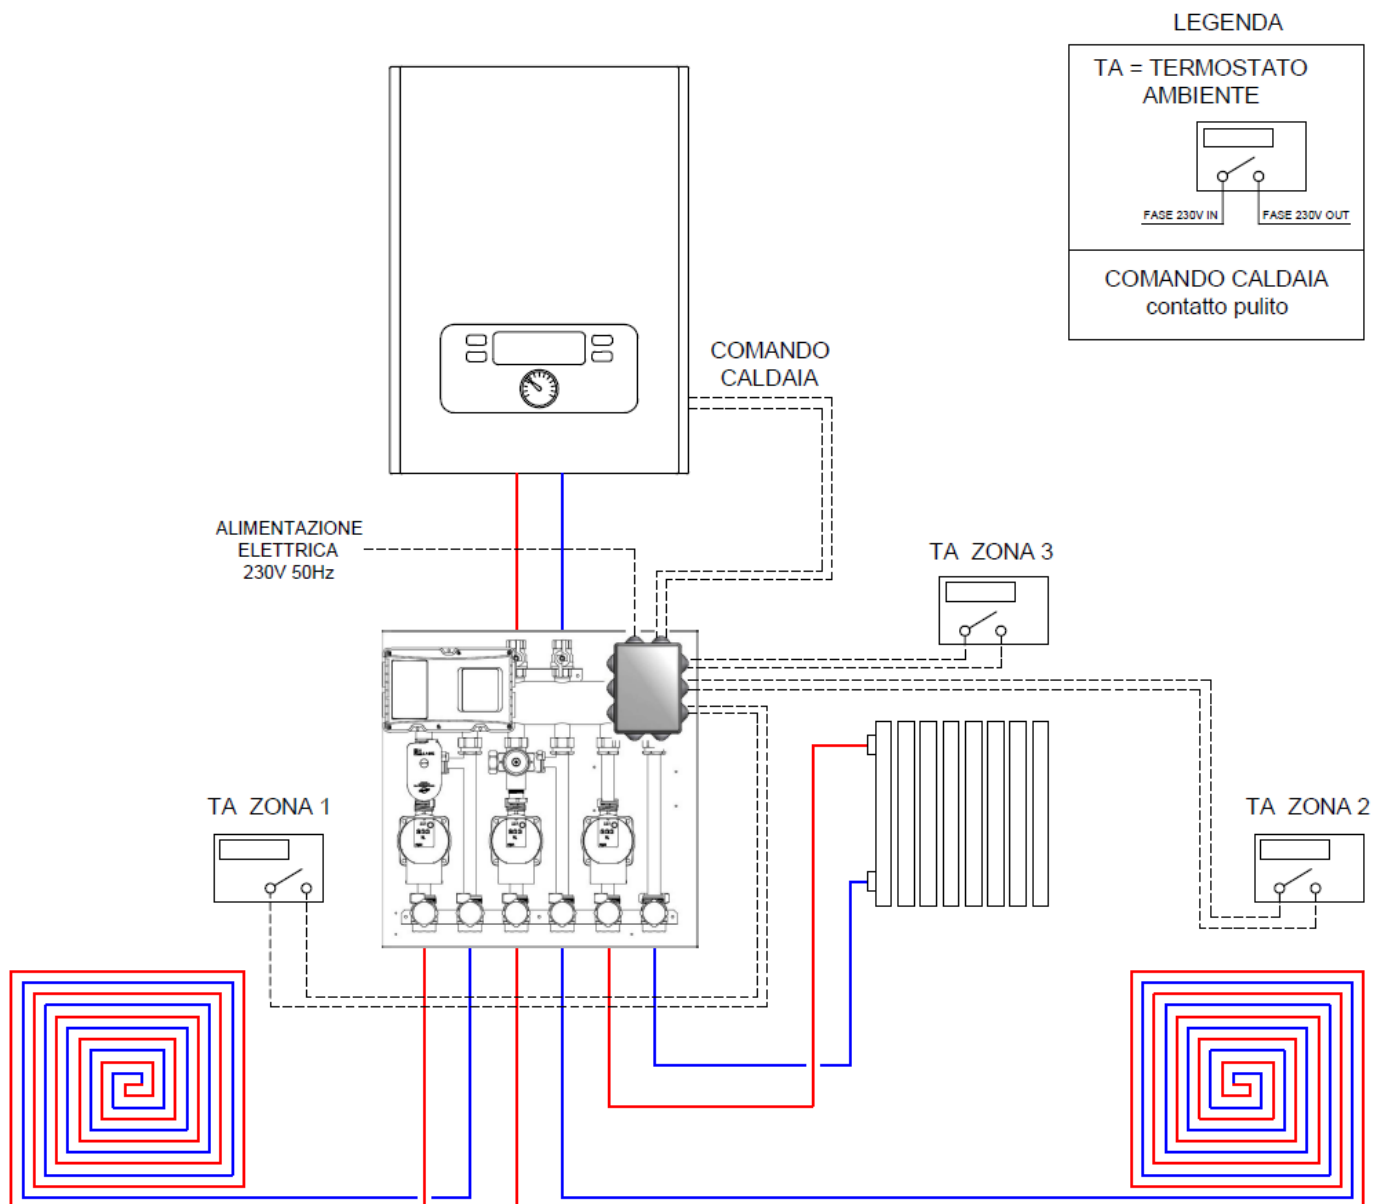 LEGENDA
TA = TERMOSTATO
AMBIENTE
FASE 230V IN
FASE 230V OUT
COMANDO CALDAIA
contatto pulito
COMANDO
CALDAIA
ALIMENTAZIONE
ELETTRICA
230V 50Hz
TA ZONA 3
TA ZONA 1
TA ZONA 2